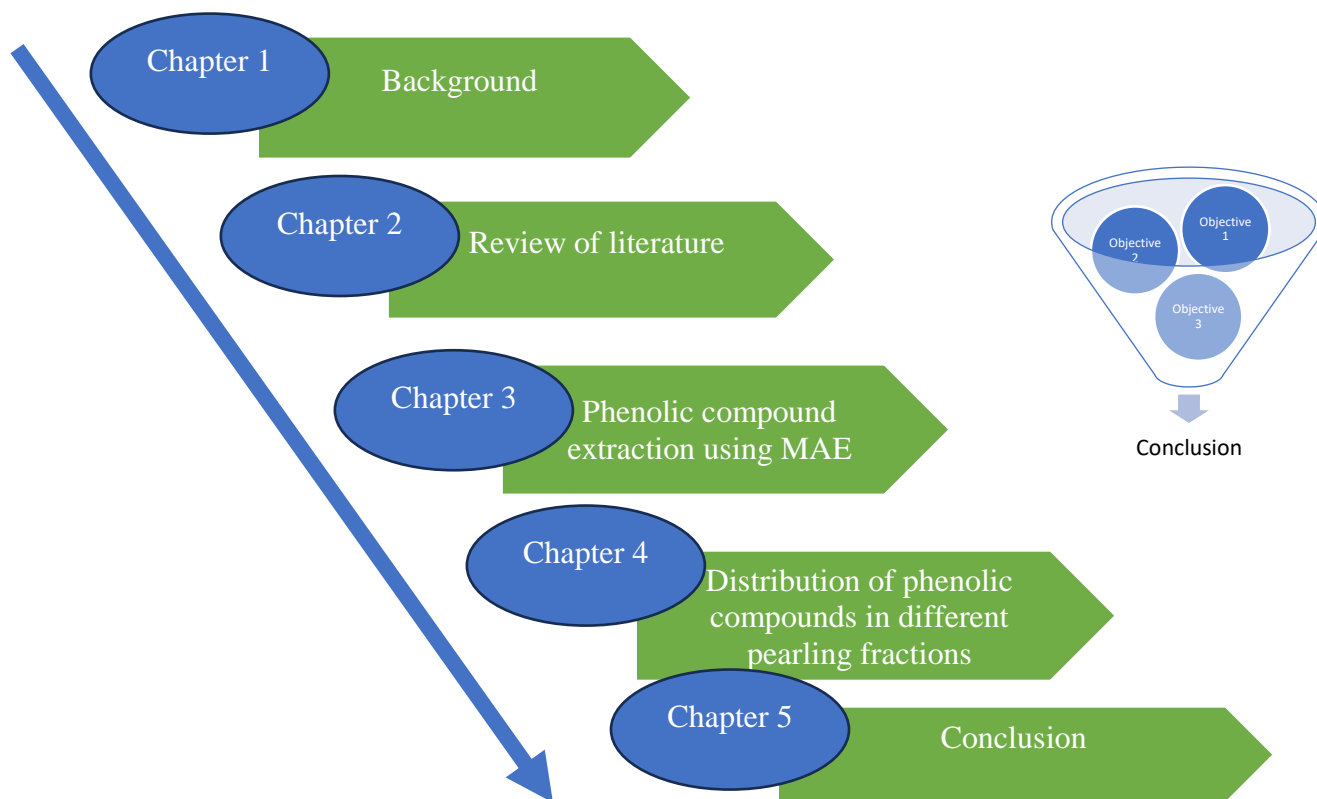 Chapter 1
Background
Chapter 2
Review of literature
Chapter 3
Phenolic compound
extraction using MAE
Chapter 4
Distribution of phenolic
compounds in different
pearling fractions
Chapter 5
Conclusion
Objective
1
Objective
2
Objective
3
Conclusion